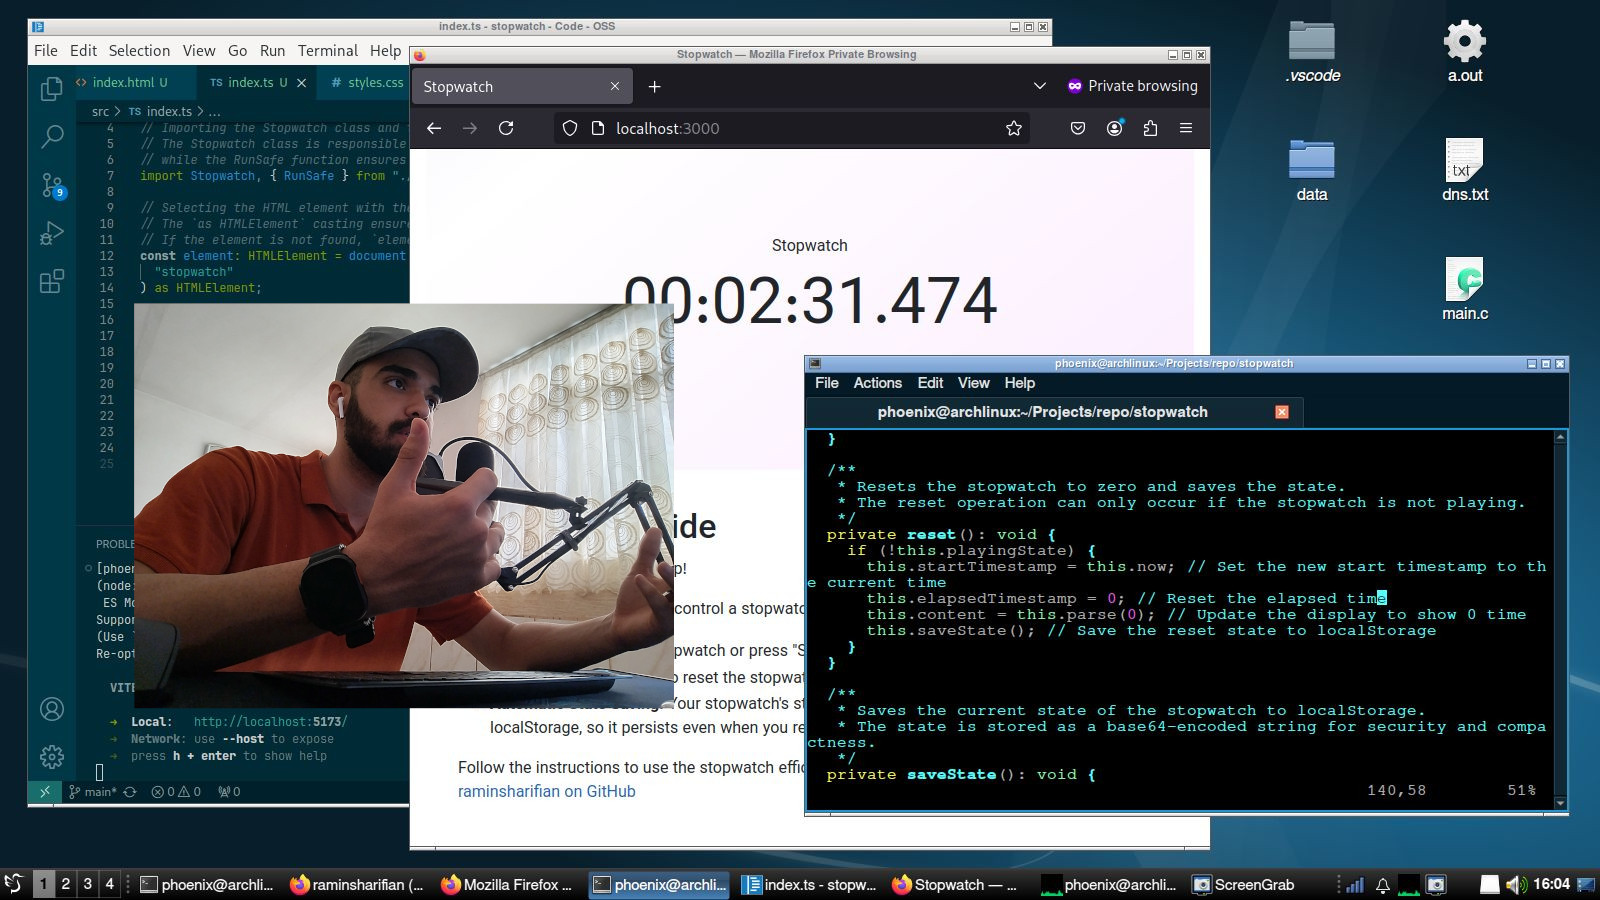 index.ts - stopwatch - Code - OSS
File Edit Selection View Go Run Terminal Help
index.html U
TS index.ts U
# styles.css
src > TS index.ts > ...
4 // Importing the Stopwatch class and
5 // The Stopwatch class is responsible
6 // while the RunSafe function ensures
7 import Stopwatch, { RunSafe } from "./
8
9 // Selecting the HTML element with the
10 // The `as HTMLElement` casting ensure
11 // If the element is not found, `eleme
12 const element: HTMLElement = document
13 "stopwatch"
14 ) as HTMLElement;
15
16
17
18
19
20
21
22
23
24
25
9
PROBLE
[phoen
(node:
ES Mo
Suppor
(Use `
Re-opt
VITE
➜ Local: http://localhost:5173/
➜ Network: use --host to expose
➜ press h + enter to show help
main* 0 0 0
Stopwatch — Mozilla Firefox Private Browsing
Stopwatch
Private browsing
localhost:3000
Stopwatch
00:02:31.474
ide
p!
control a stopwatc
pwatch or press "S
o reset the stopwat
Your stopwatch's st
localStorage, so it persists even when you re
Follow the instructions to use the stopwatch effic
raminsharifian on GitHub
phoenix@archlinux:~/Projects/repo/stopwatch
File Actions Edit View Help
phoenix@archlinux:~/Projects/repo/stopwatch
}
/**
* Resets the stopwatch to zero and saves the state.
* The reset operation can only occur if the stopwatch is not playing.
*/
private reset(): void {
if (!this.playingState) {
this.startTimestamp = this.now; // Set the new start timestamp to th
e current time
this.elapsedTimestamp = 0; // Reset the elapsed time
this.content = this.parse(0); // Update the display to show 0 time
this.saveState(); // Save the reset state to localStorage
}
}
/**
* Saves the current state of the stopwatch to localStorage.
* The state is stored as a base64-encoded string for security and compa
ctness.
*/
private saveState(): void {
140,58 51%
.vscode
a.out
data
txt
dns.txt
main.c
1 2 3 4
phoenix@archli...
raminsharifian (...
Mozilla Firefox ...
phoenix@archli...
index.ts - stopw...
Stopwatch — ...
phoenix@archli...
ScreenGrab
16:04